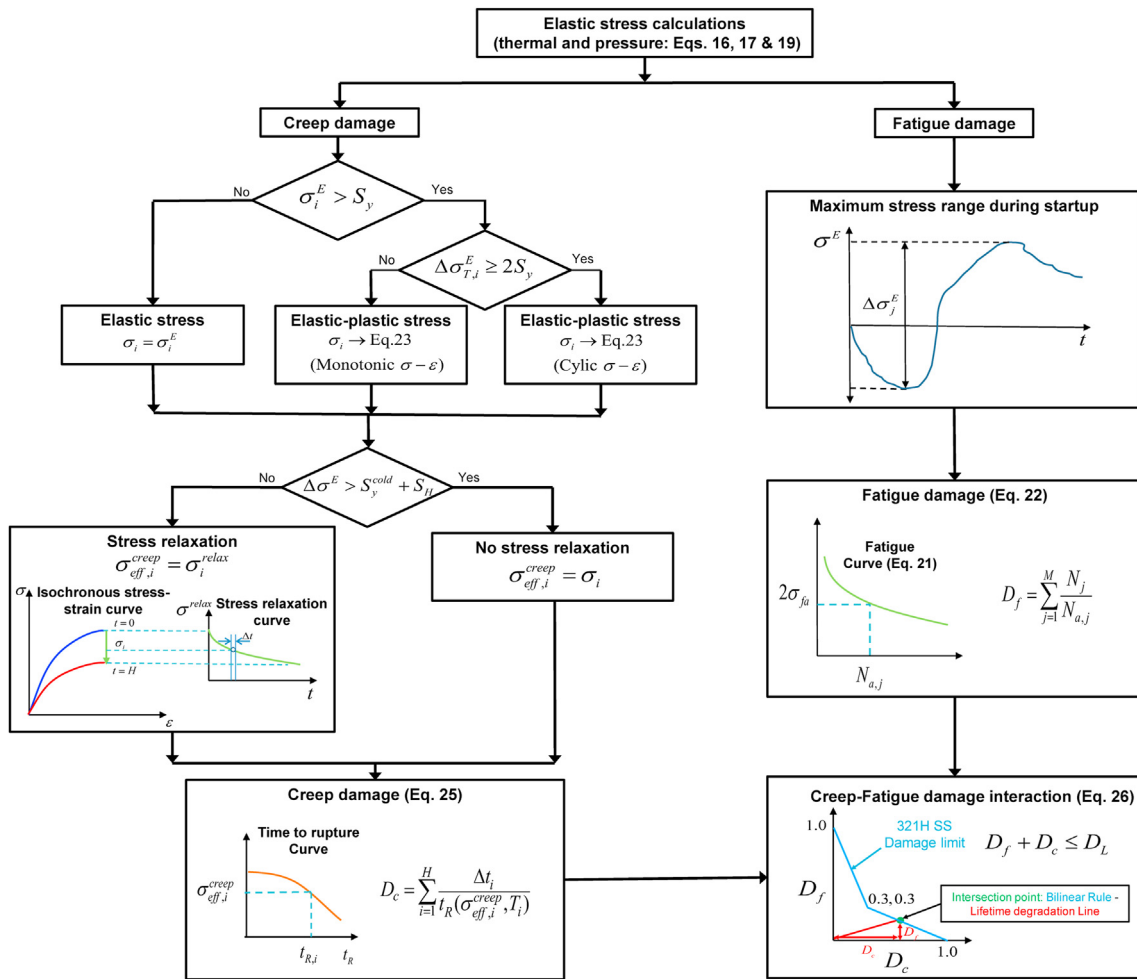 Elastic stress calculations
(thermal and pressure: Eqs. 16, 17 & 19)
Creep damage
Fatigue damage
No
σ_i^E > S_y
Yes
No
Δσ_{T,i}^E ≥ 2S_y
Yes
Elastic stress
σ_i = σ_i^E
Elastic-plastic stress
σ_i → Eq.23
(Monotonic σ − ε)
Elastic-plastic stress
σ_i → Eq.23
(Cylic σ − ε)
Maximum stress range during startup
σ^E
Δσ_j^E
t
No
Δσ^E > S_y^{cold} + S_H
Yes
Stress relaxation
σ_{eff,i}^{creep} = σ_i^{relax}
σ
Isochronous stress-
strain curve
t=0
σ_i
t=H
ε
σ^{relax}
Stress relaxation
curve
Δt
t
No stress relaxation
σ_{eff,i}^{creep} = σ_i
Fatigue damage (Eq. 22)
Fatigue
Curve (Eq. 21)
2σ_{fa}
N_{a,j}
D_f = \sum_{j=1}^{M} \frac{N_j}{N_{a,j}}
Creep damage (Eq. 25)
Time to rupture
Curve
σ_{eff,i}^{creep}
t_{R,i}
t_R
D_c = \sum_{i=1}^{H} \frac{Δt_i}{t_R(σ_{eff,i}^{creep}, T_i)}
Creep-Fatigue damage interaction (Eq. 26)
1.0
321H SS
Damage limit
D_f + D_c ≤ D_L
D_f
0.3, 0.3
Intersection point: Bilinear Rule -
Lifetime degradation Line
D_f
D_c
D_c
1.0